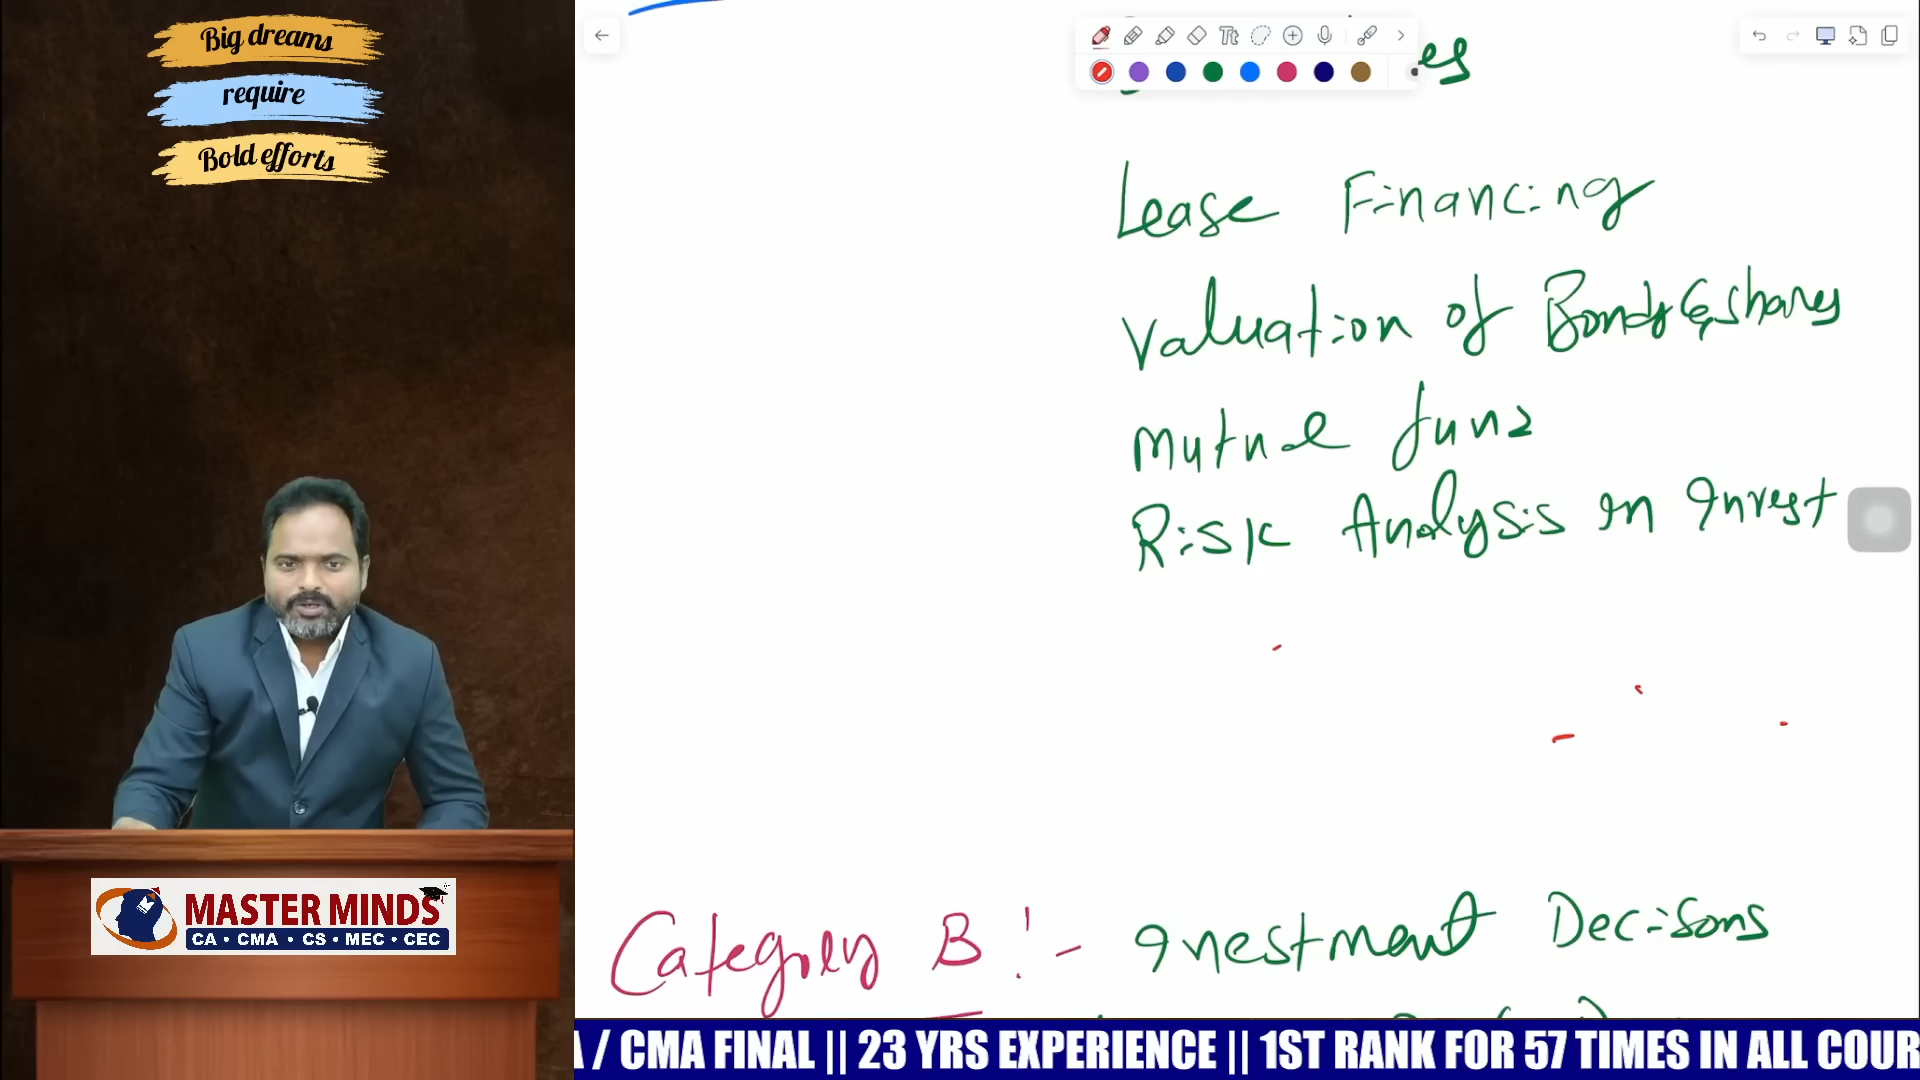 Big dreams
require
Bold efforts
es
Lease Financing
Valuation of Bonds & shares
Mutual fund
Risk Analysis in Invest
Category B :- Investment Decisions
MASTER MINDS
CA • CMA • CS • MEC • CEC
/ CMA FINAL || 23 YRS EXPERIENCE || 1ST RANK FOR 57 TIMES IN ALL COUR